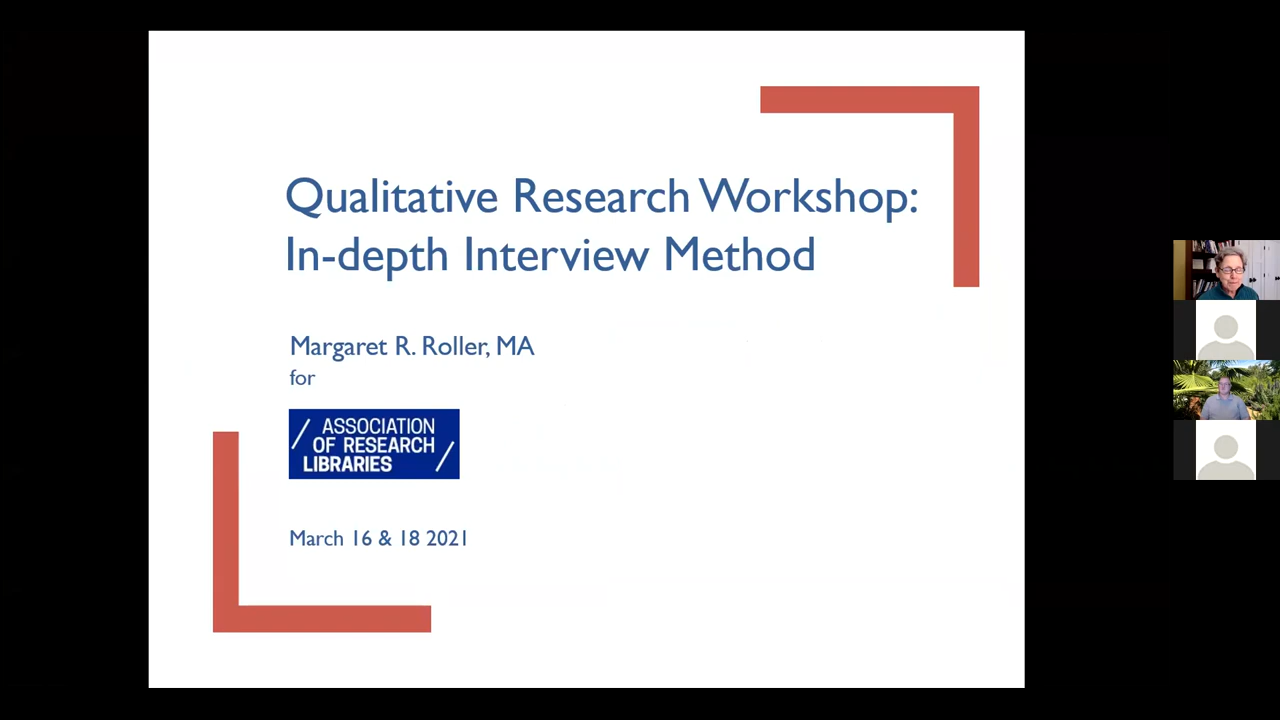 Qualitative Research Workshop:
In-depth Interview Method
Margaret R. Roller, MA
for
ASSOCIATION
OF RESEARCH
LIBRARIES
March 16 & 18 2021